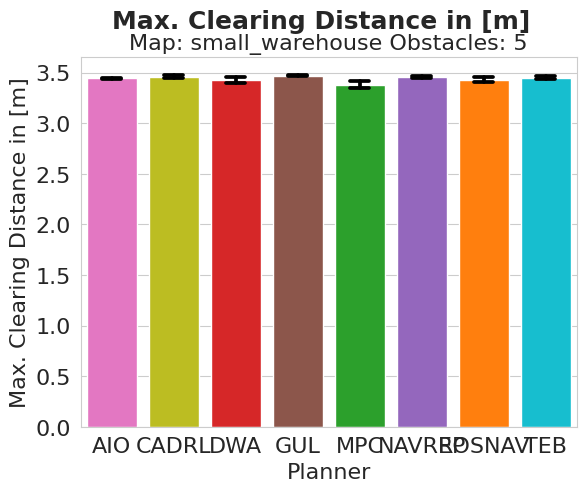 Max. Clearing Distance in [m]
Map: small_warehouse Obstacles: 5
Max. Clearing Distance in [m]
3.5
3.0
2.5
2.0
1.5
1.0
0.5
0.0
AIO CADRL DWA GUL MPC NAVREP ROSNAV TEB
Planner